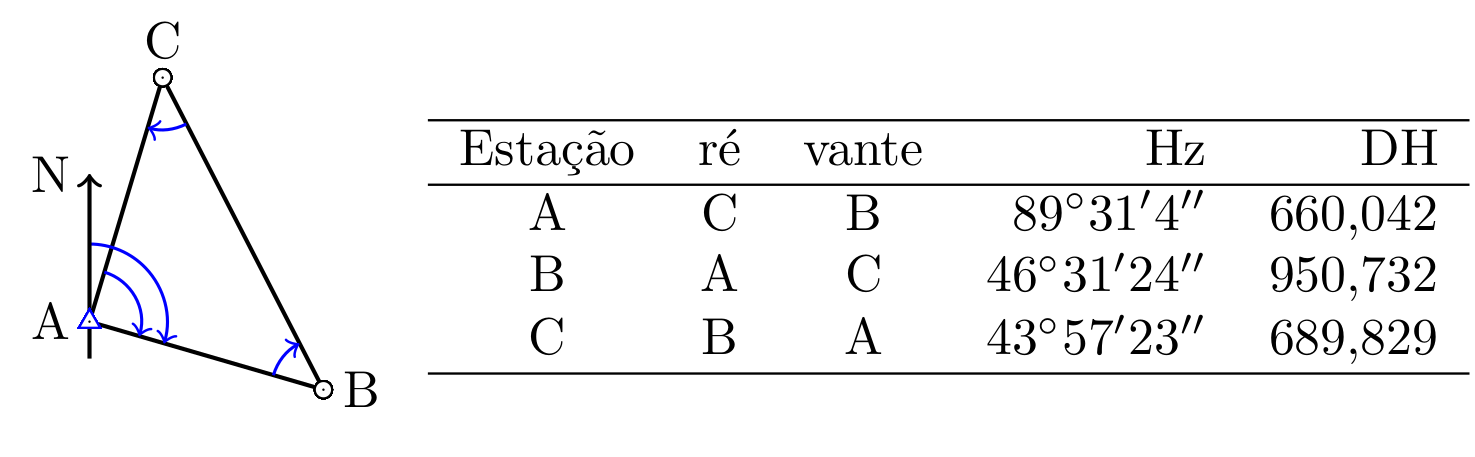 C
N
A
B
Estação ré vante Hz DH
A C B 89°31′4″ 660,042
B A C 46°31′24″ 950,732
C B A 43°57′23″ 689,829